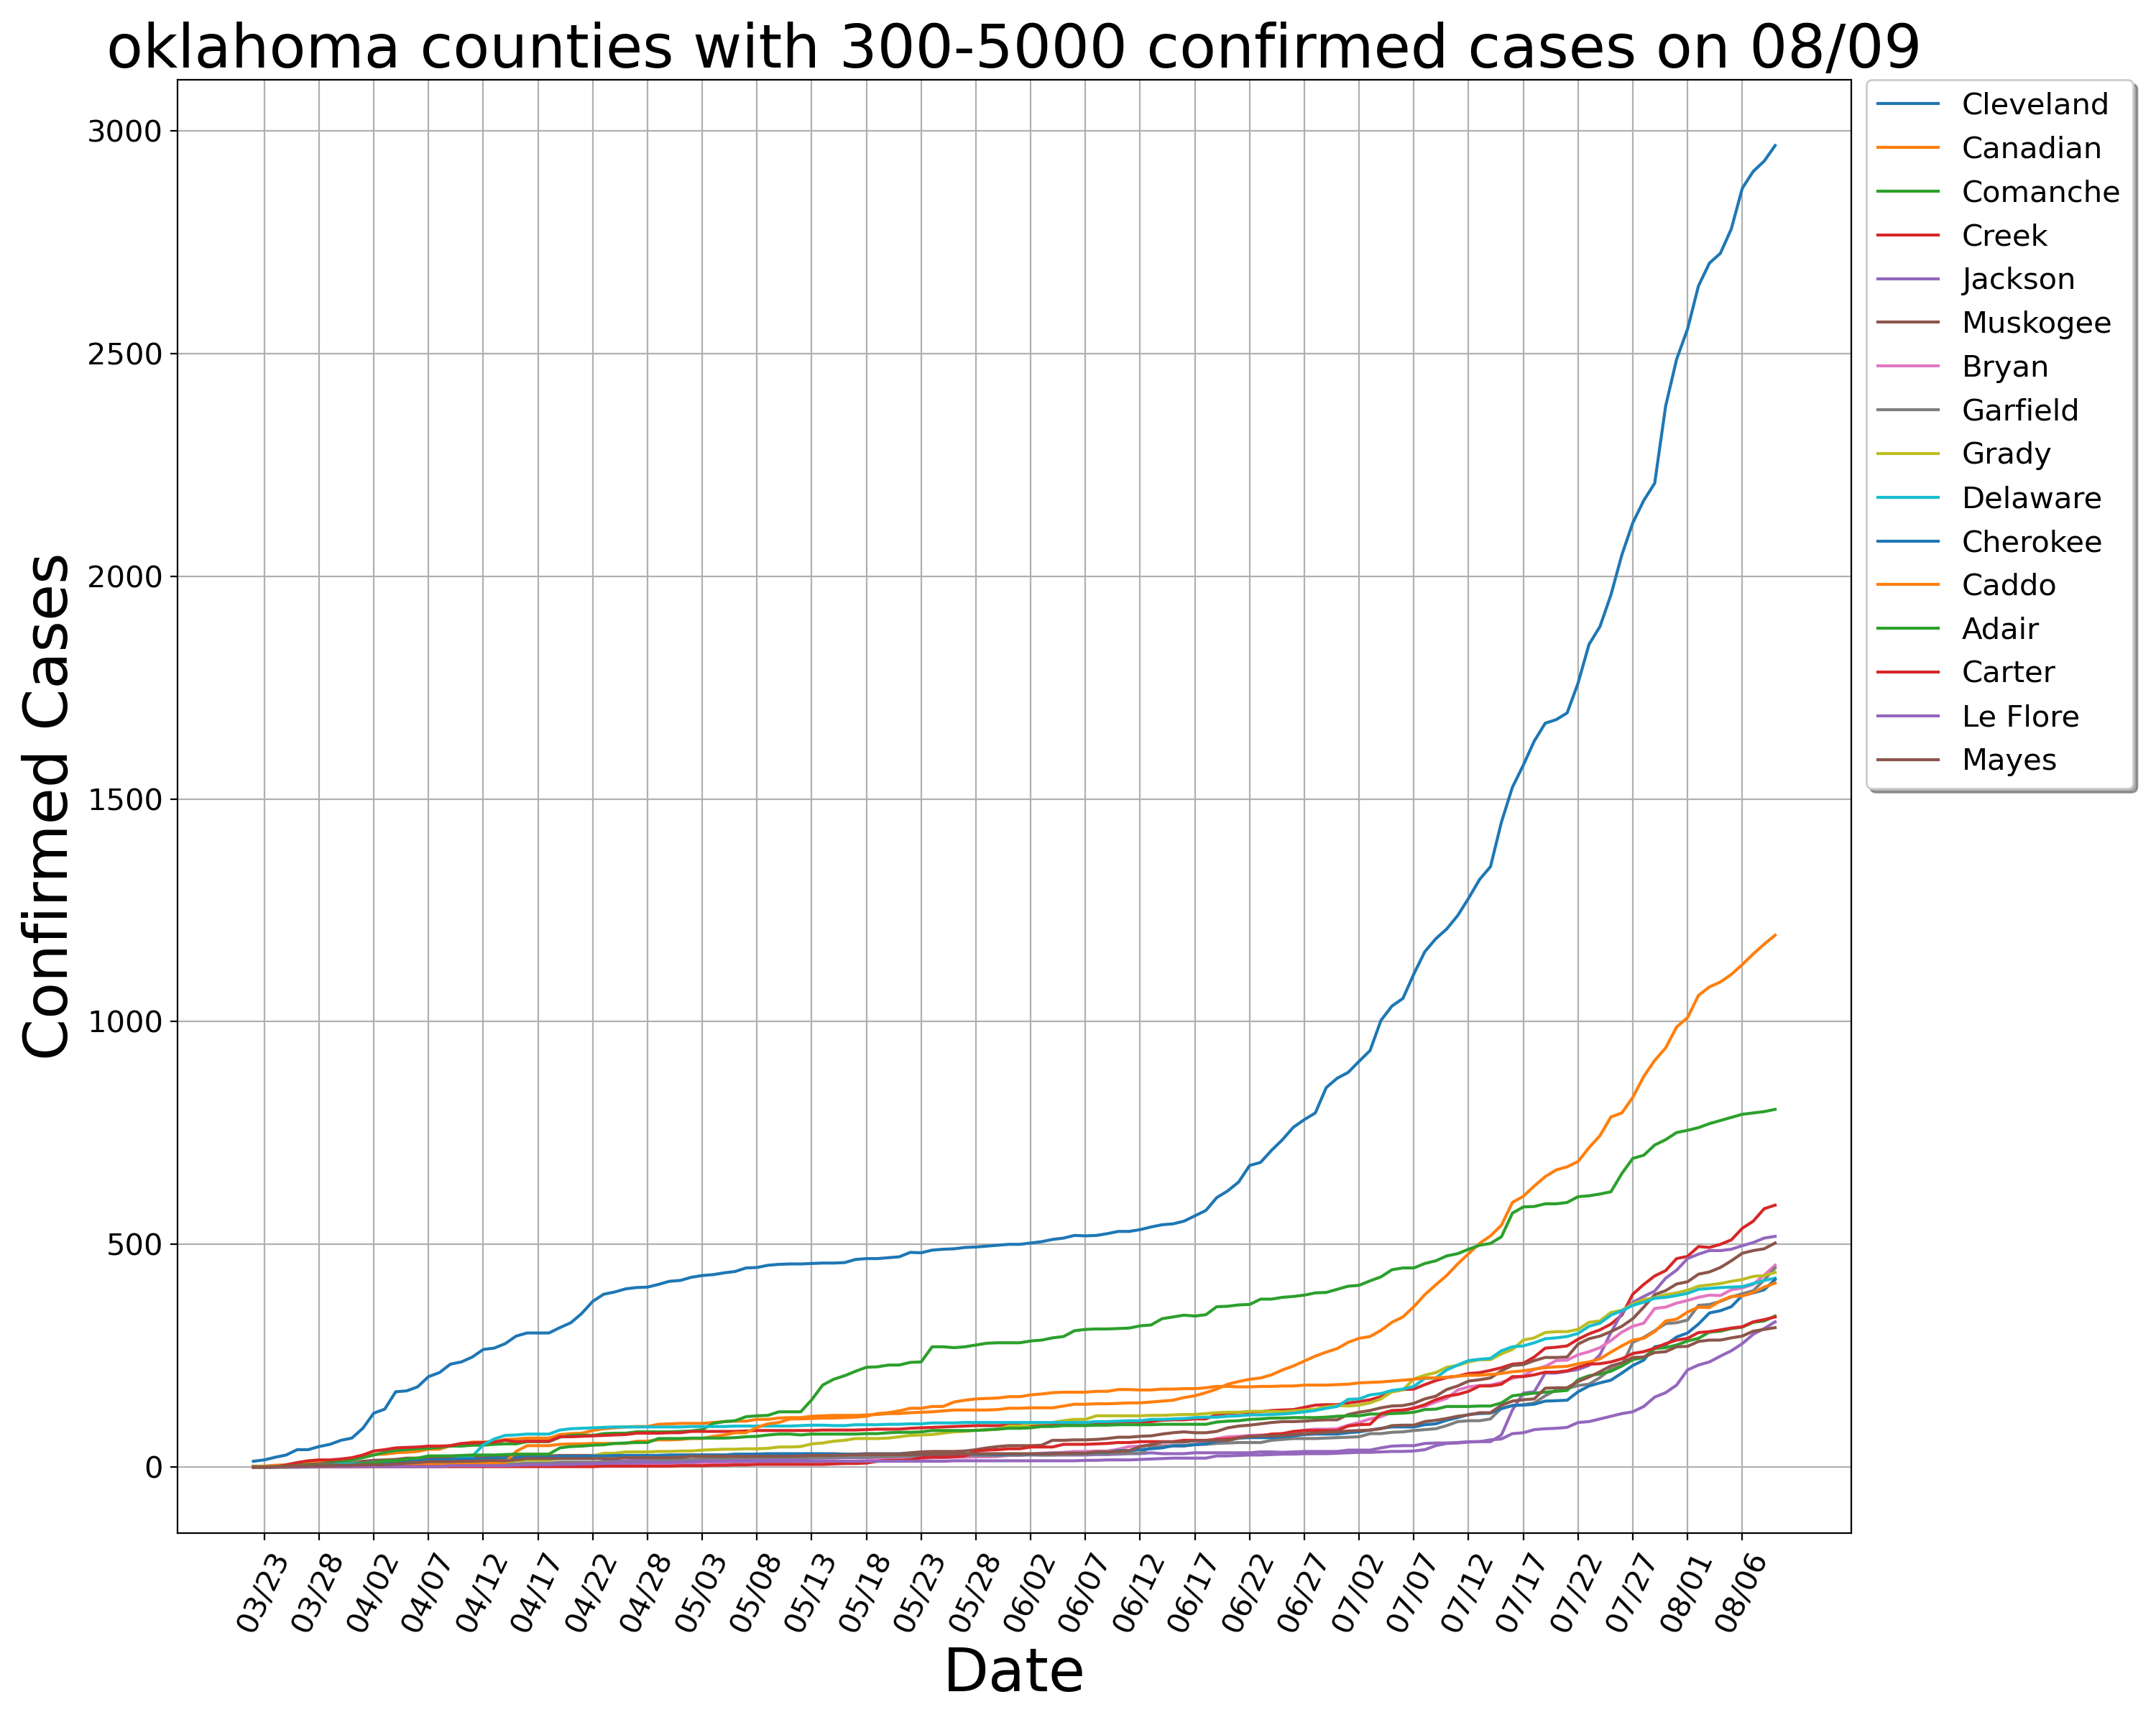 oklahoma counties with 300-5000 confirmed cases on 08/09
Confirmed Cases
3000
2500
2000
1500
1000
500
0
03/23
03/28
04/02
04/07
04/12
04/17
04/22
04/28
05/03
05/08
05/13
05/18
05/23
05/28
06/02
06/07
06/12
06/17
06/22
06/27
07/02
07/07
07/12
07/17
07/22
07/27
08/01
08/06
Date
Cleveland
Canadian
Comanche
Creek
Jackson
Muskogee
Bryan
Garfield
Grady
Delaware
Cherokee
Caddo
Adair
Carter
Le Flore
Mayes